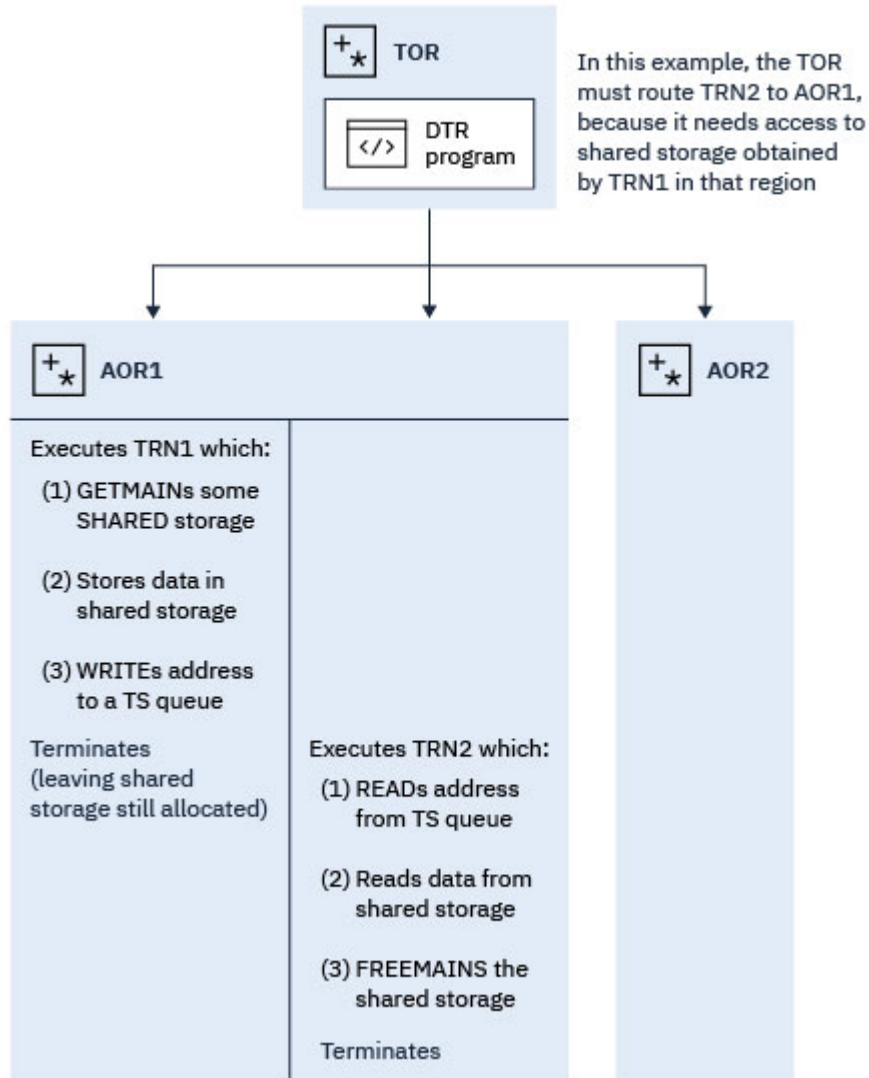 TOR
</> DTR
program
In this example, the TOR
must route TRN2 to AOR1,
because it needs access to
shared storage obtained
by TRN1 in that region
AOR1
Executes TRN1 which:
(1) GETMAINs some
SHARED storage
(2) Stores data in
shared storage
(3) WRITEs address
to a TS queue
Terminates
(leaving shared
storage still allocated)
Executes TRN2 which:
(1) READs address
from TS queue
(2) Reads data from
shared storage
(3) FREEMAINS the
shared storage
Terminates
AOR2